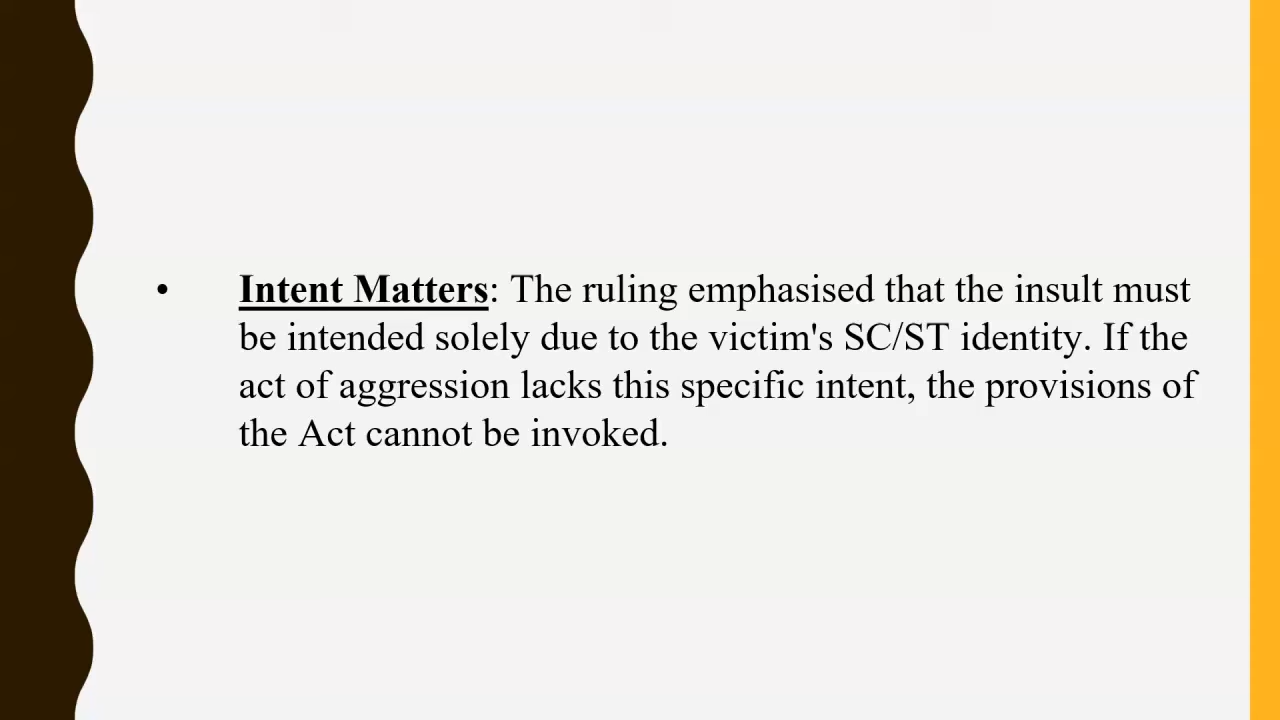 • Intent Matters: The ruling emphasised that the insult must
be intended solely due to the victim's SC/ST identity. If the
act of aggression lacks this specific intent, the provisions of
the Act cannot be invoked.